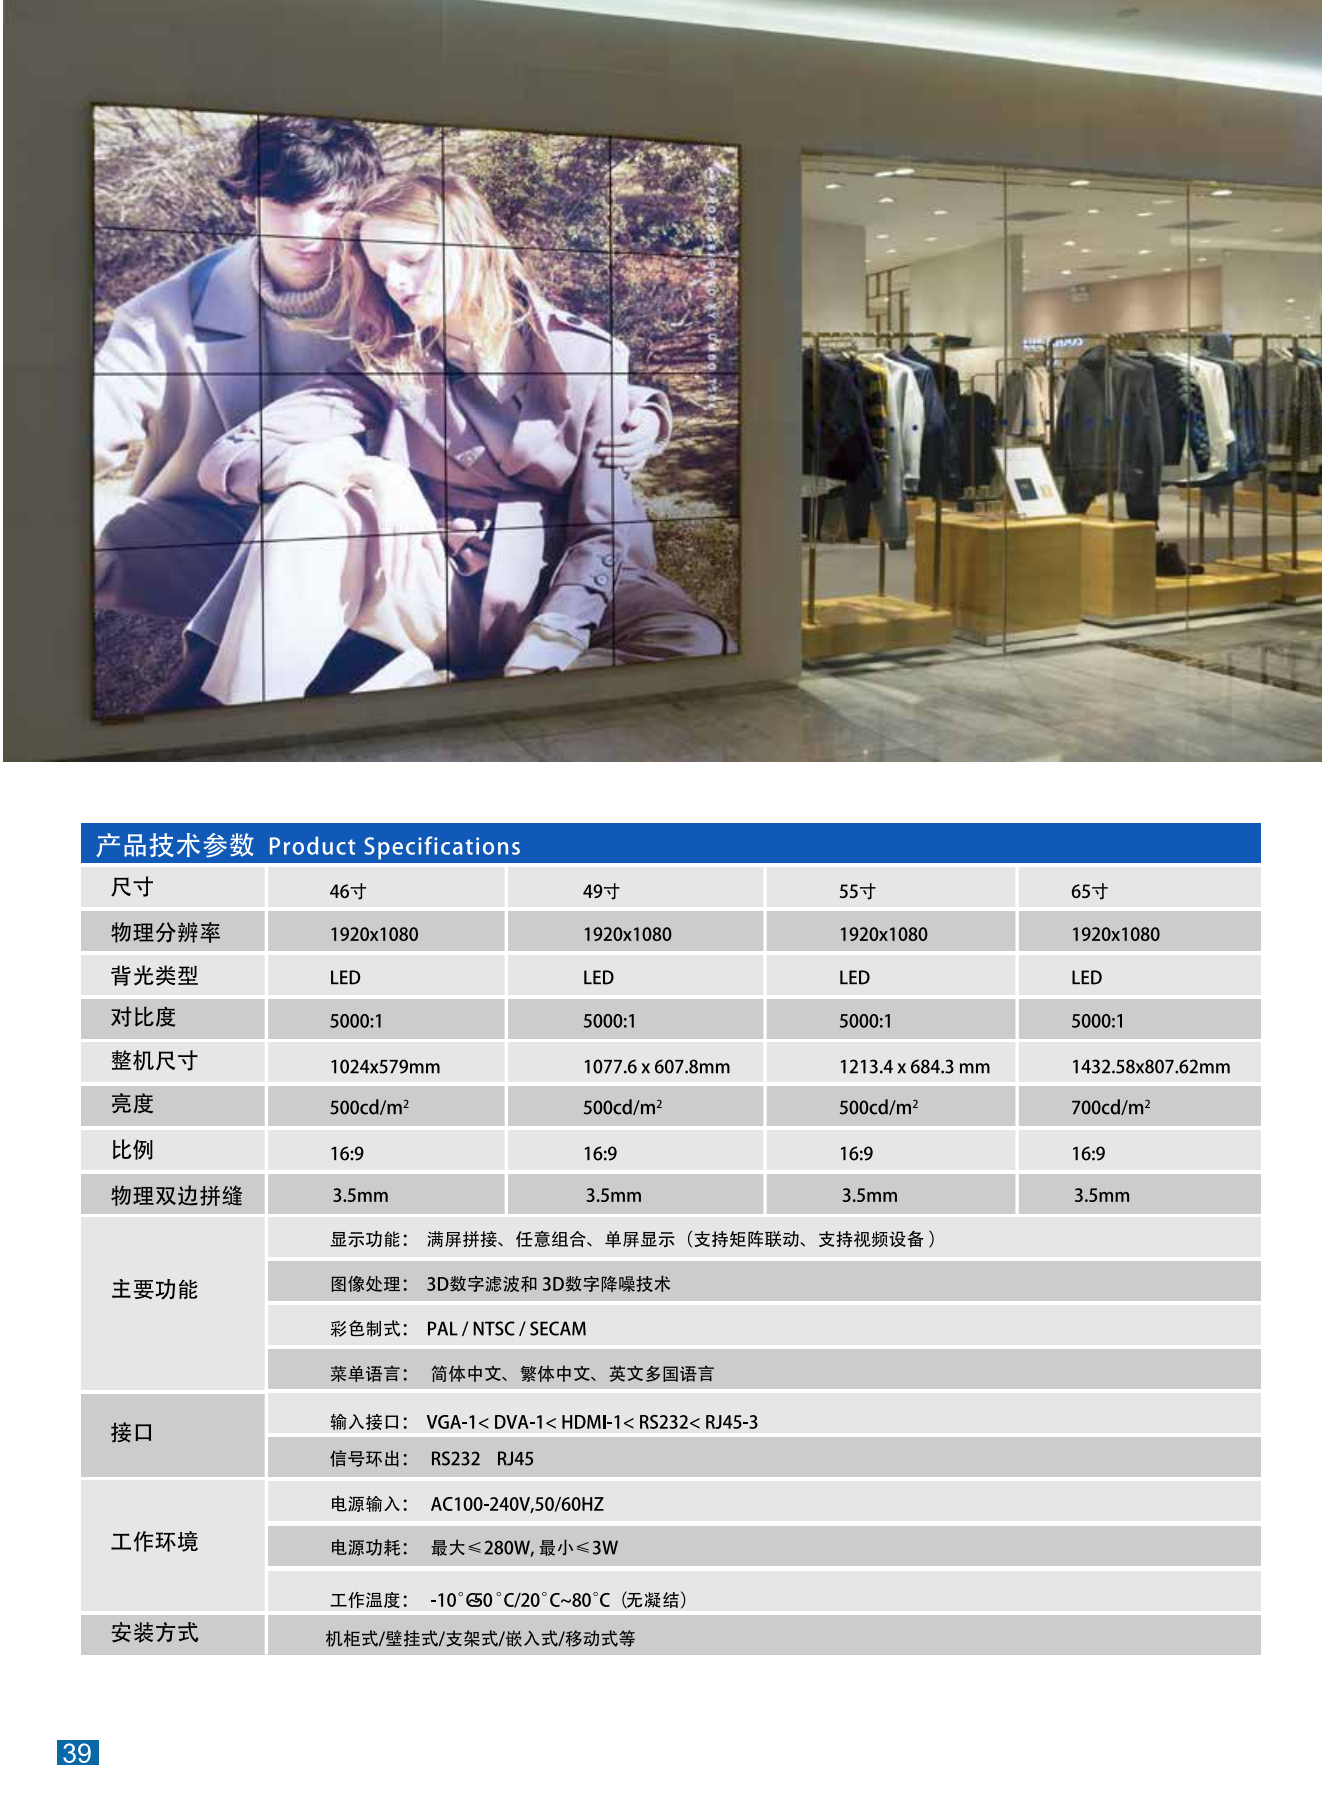 产品技术参数 Product Specifications
尺寸 46寸 49寸 55寸 65寸
物理分辨率 1920x1080 1920x1080 1920x1080 1920x1080
背光类型 LED LED LED LED
对比度 5000:1 5000:1 5000:1 5000:1
整机尺寸 1024x579mm 1077.6 x 607.8mm 1213.4 x 684.3 mm 1432.58x807.62mm
亮度 500cd/m² 500cd/m² 500cd/m² 700cd/m²
比例 16:9 16:9 16:9 16:9
物理双边拼缝 3.5mm 3.5mm 3.5mm 3.5mm
主要功能
显示功能： 满屏拼接、任意组合、单屏显示（支持矩阵联动、支持视频设备）
图像处理： 3D数字滤波和 3D数字降噪技术
彩色制式： PAL / NTSC / SECAM
菜单语言： 简体中文、繁体中文、英文多国语言
接口
输入接口： VGA-1< DVA-1< HDMI-1< RS232< RJ45-3
信号环出： RS232 RJ45
工作环境
电源输入： AC100-240V,50/60HZ
电源功耗： 最大≤280W, 最小≤3W
工作温度： -10°C-50°C/20°C~80°C（无凝结）
安装方式 机柜式/壁挂式/支架式/嵌入式/移动式等
39